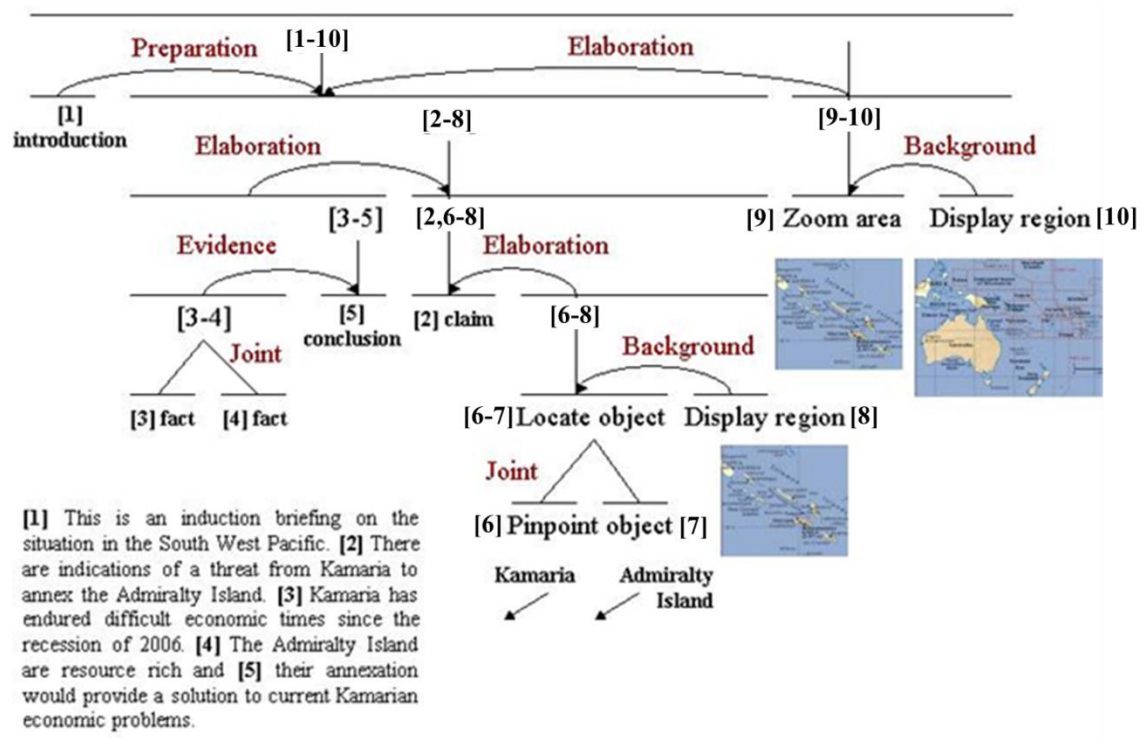 Preparation [1-10] Elaboration
[1]
introduction
[2-8]
[9-10]
Elaboration
Background
[3-5] [2,6-8] [9] Zoom area Display region [10]
Evidence Elaboration
[3-4] [5]
conclusion
[2] claim [6-8]
Joint
Background
[3] fact [4] fact
[6-7] Locate object Display region [8]
Joint
[6] Pinpoint object [7]
Kamaria
Admiralty
Island
[1] This is an induction briefing on the
situation in the South West Pacific. [2] There
are indications of a threat from Kamaria to
annex the Admiralty Island. [3] Kamaria has
endured difficult economic times since the
recession of 2006. [4] The Admiralty Island
are resource rich and [5] their annexation
would provide a solution to current Kamarian
economic problems.